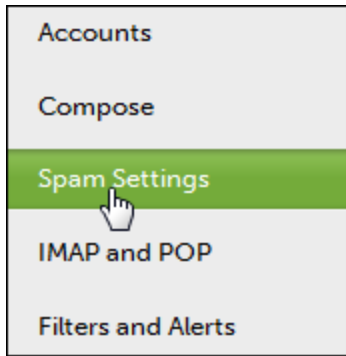 Accounts
Compose
Spam Settings
IMAP and POP
Filters and Alerts